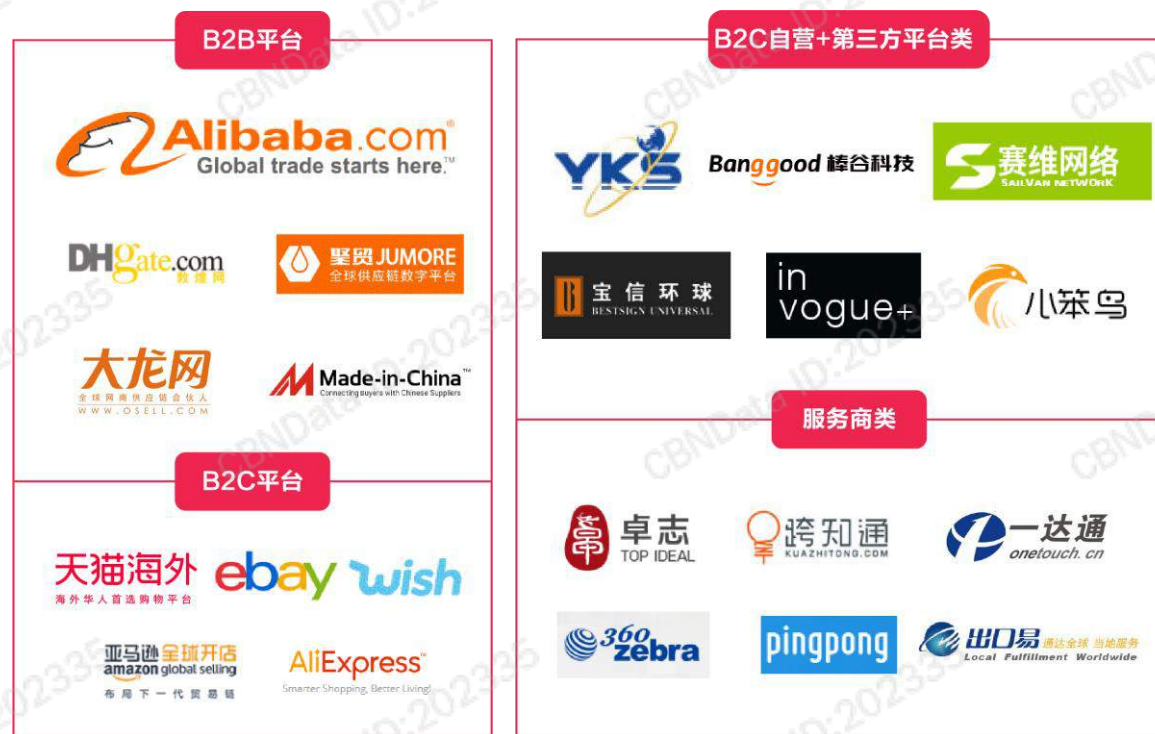 B2B平台
Alibaba.com®
Global trade starts here.™
DHgate.com
敦煌网
聚贸 JUMORE
全球供应链数字平台
大龙网
全球网商供应链合伙人
WWW.OSELL.COM
Made-in-China™
Connecting Buyers with Chinese Suppliers
B2C平台
天猫海外
海外华人首选购物平台
ebay
wish
亚马逊全球开店
amazon global selling
布局下一代贸易链
AliExpress™
Smarter Shopping, Better Living!
B2C自营+第三方平台类
YKS
Banggood 棒谷科技
赛维网络
SAILVAN NETWORK
宝信环球
BESTSIGN UNIVERSAL
in
vogue+
小笨鸟
服务商类
卓志
TOP IDEAL
跨知通
KUAZHITONG.COM
一达通
onetouch.cn
360
zebra
pingpong
出口易 通达全球 当地服务
Local Fulfillment Worldwide
CBNData ID:202335